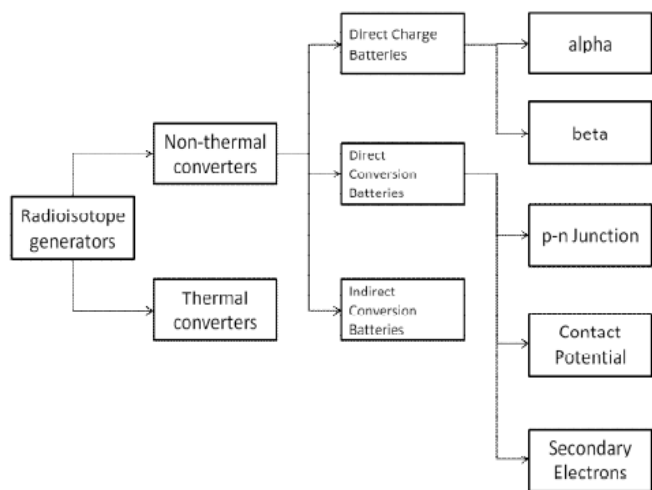 Radioisotope
generators
Non-thermal
converters
Thermal
converters
Direct Charge
Batteries
Direct
Conversion
Batteries
Indirect
Conversion
Batteries
alpha
beta
p-n Junction
Contact
Potential
Secondary
Electrons